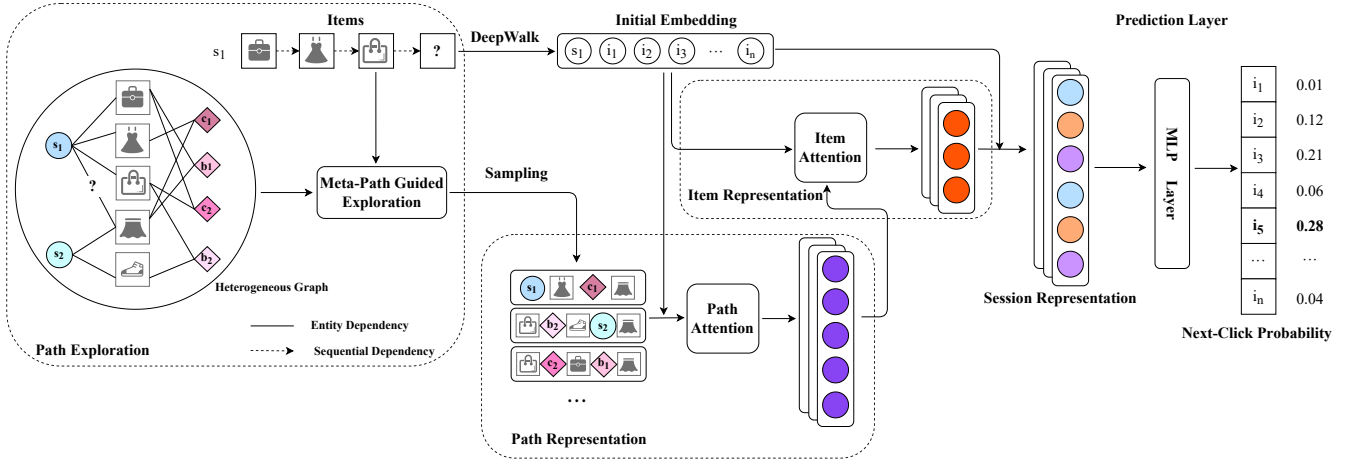 Items
s1
?
DeepWalk
Initial Embedding
s1 i1 i2 i3 ... in
Prediction Layer
s1
?
s2
c1
b1
c2
b2
Heterogeneous Graph
Meta-Path Guided
Exploration
Sampling
Entity Dependency
Sequential Dependency
Path Exploration
s1 c1
b2 s2
c2 b1
...
Path Representation
Path
Attention
Item
Attention
Item Representation
Session Representation
MLP Layer
i1 0.01
i2 0.12
i3 0.21
i4 0.06
i5 0.28
... ...
in 0.04
Next-Click Probability